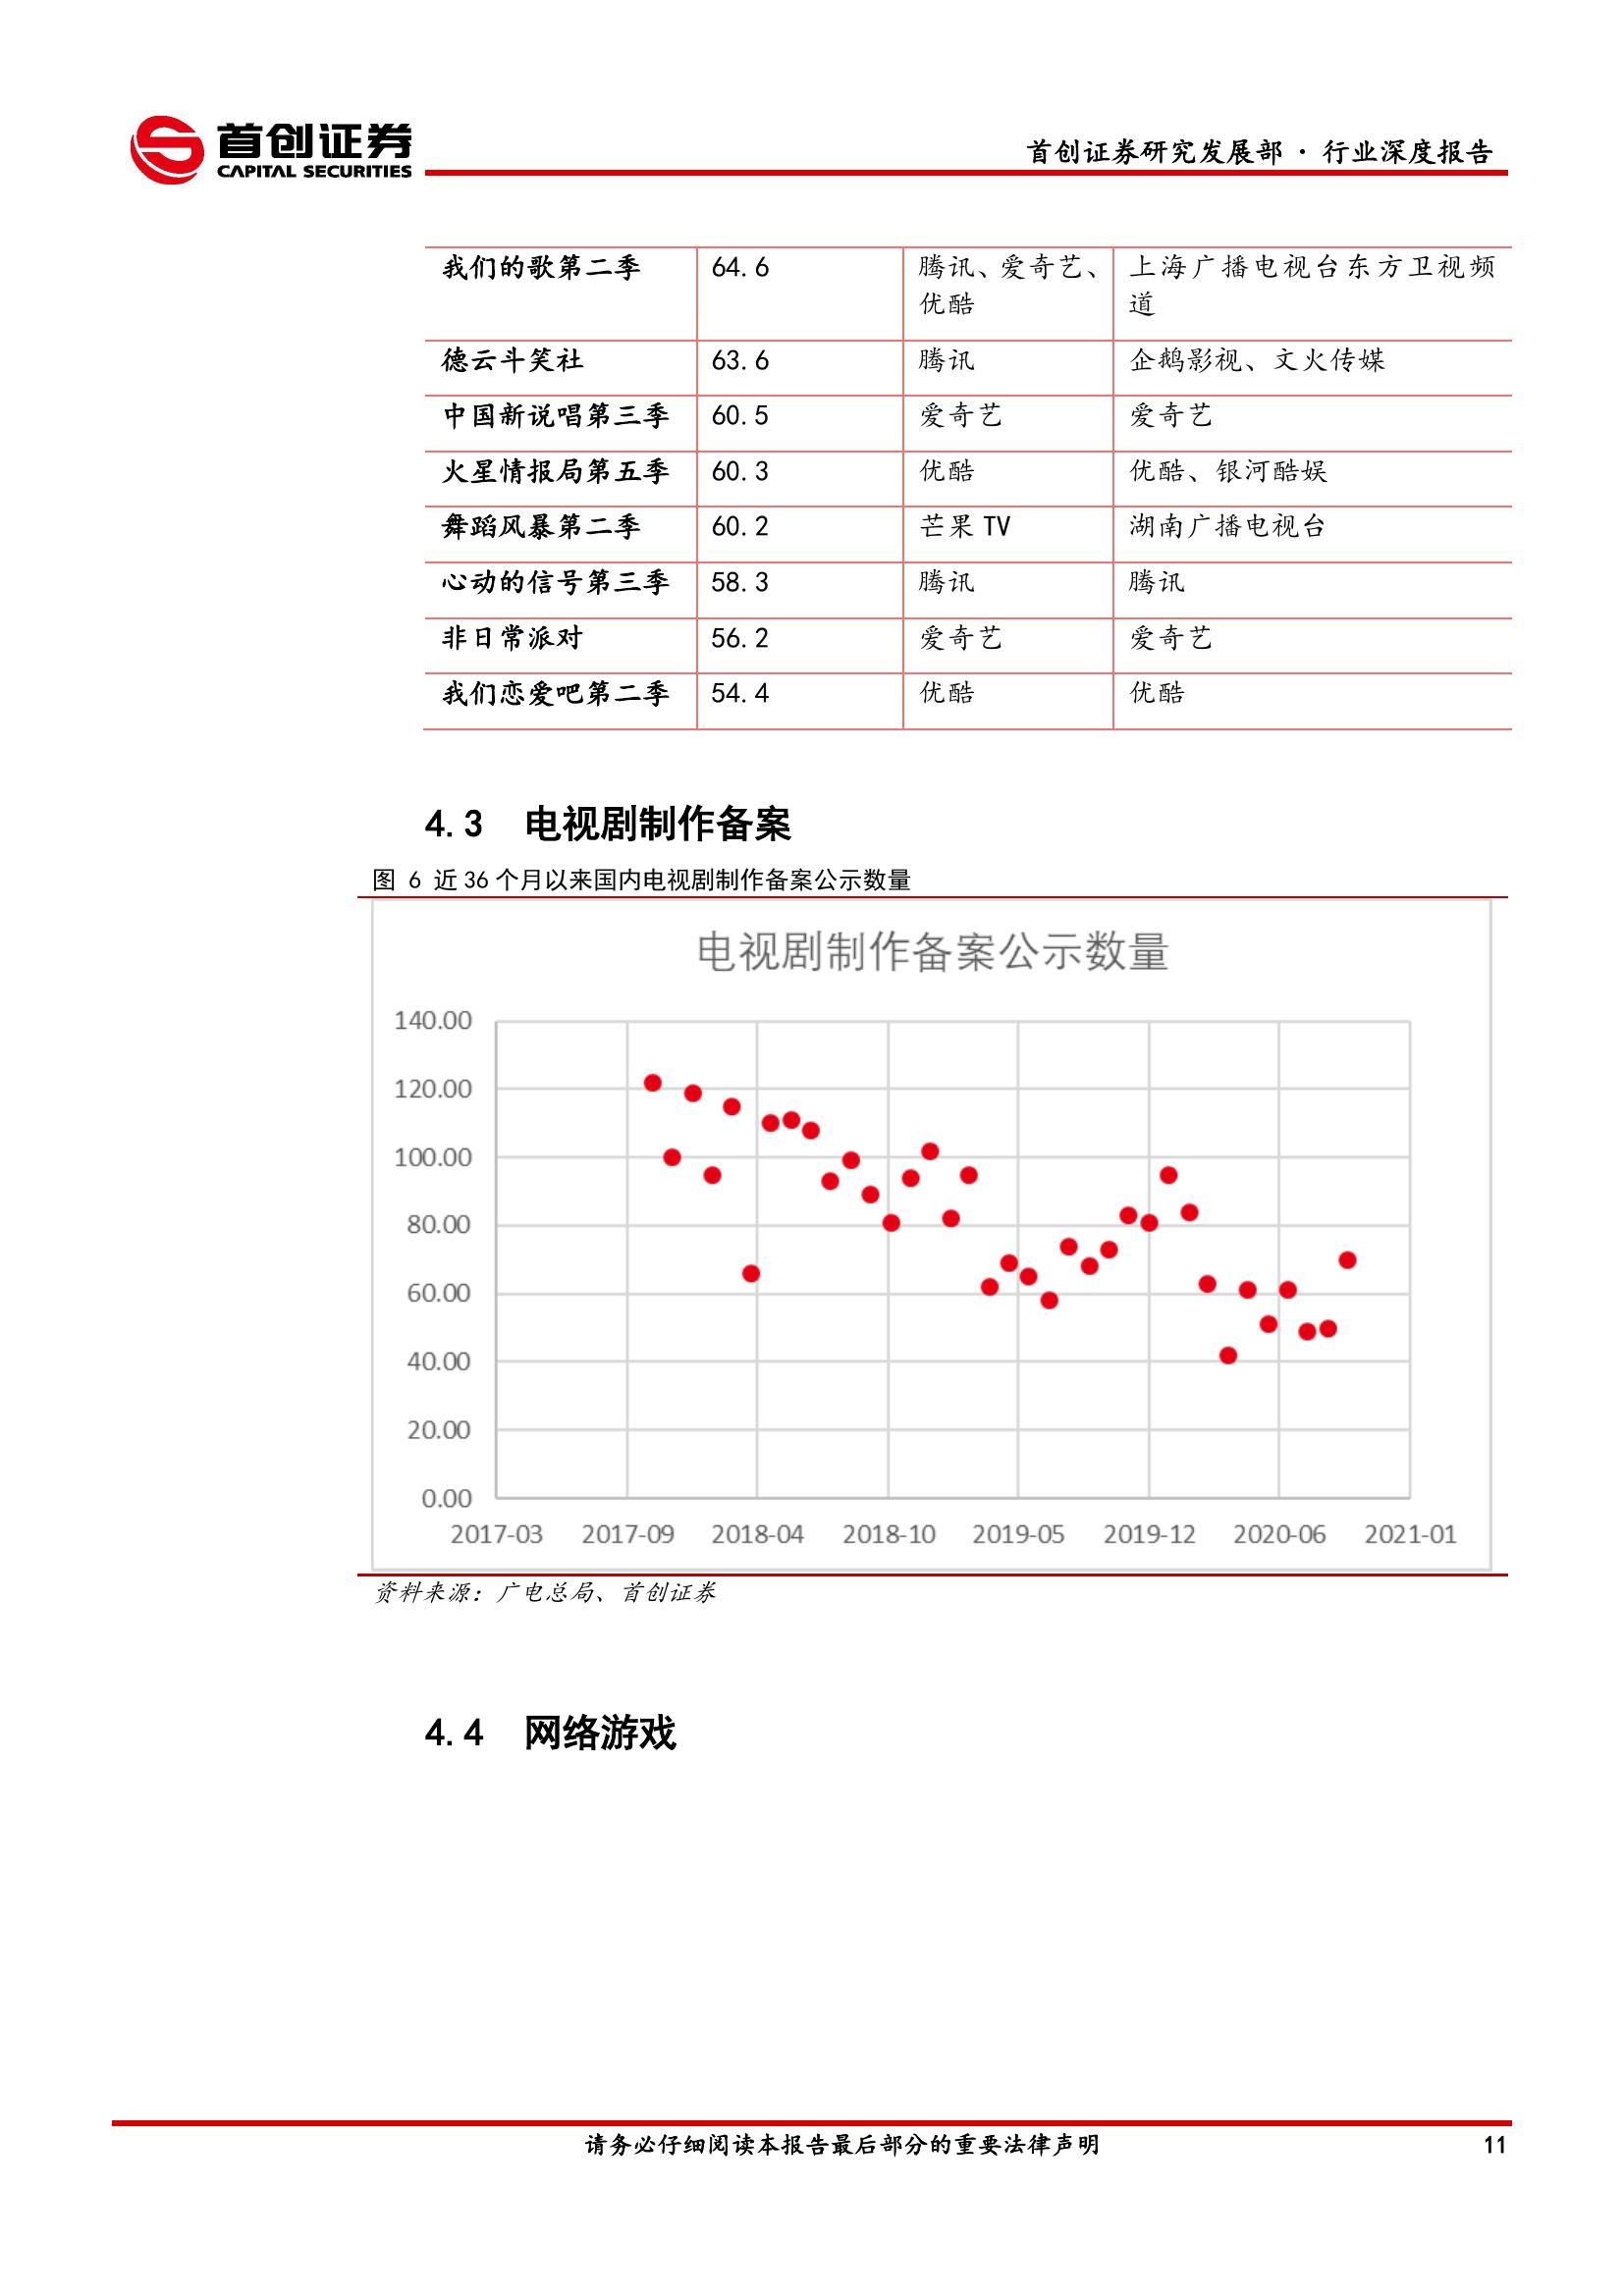 首创证券
CAPITAL SECURITIES
首创证券研究发展部 · 行业深度报告
我们的歌第二季 64.6 腾讯、爱奇艺、 上海广播电视台东方卫视频
优酷 道
德云斗笑社 63.6 腾讯 企鹅影视、文火传媒
中国新说唱第三季 60.5 爱奇艺 爱奇艺
火星情报局第五季 60.3 优酷 优酷、银河酷娱
舞蹈风暴第二季 60.2 芒果 TV 湖南广播电视台
心动的信号第三季 58.3 腾讯 腾讯
非日常派对 56.2 爱奇艺 爱奇艺
我们恋爱吧第二季 54.4 优酷 优酷
4.3 电视剧制作备案
图 6 近 36 个月以来国内电视剧制作备案公示数量
电视剧制作备案公示数量
140.00
120.00
100.00
80.00
60.00
40.00
20.00
0.00
2017-03 2017-09 2018-04 2018-10 2019-05 2019-12 2020-06 2021-01
资料来源：广电总局、首创证券
4.4 网络游戏
请务必仔细阅读本报告最后部分的重要法律声明 11